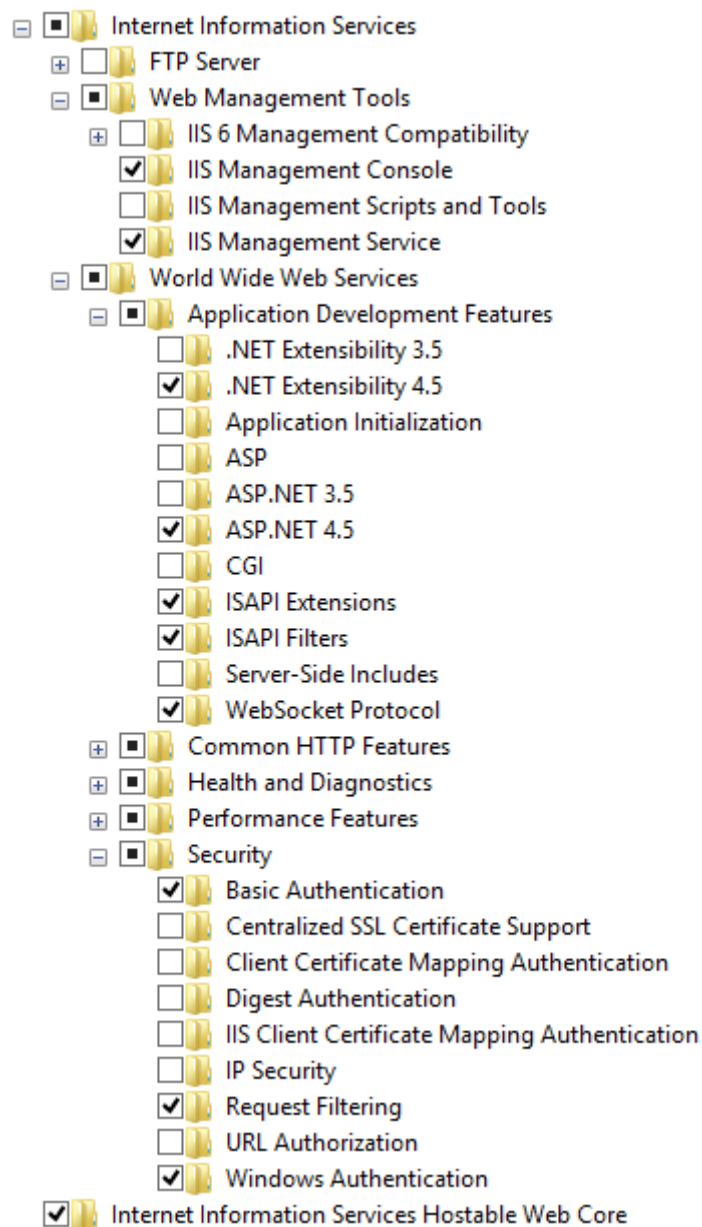 Internet Information Services
FTP Server
Web Management Tools
IIS 6 Management Compatibility
IIS Management Console
IIS Management Scripts and Tools
IIS Management Service
World Wide Web Services
Application Development Features
.NET Extensibility 3.5
.NET Extensibility 4.5
Application Initialization
ASP
ASP.NET 3.5
ASP.NET 4.5
CGI
ISAPI Extensions
ISAPI Filters
Server-Side Includes
WebSocket Protocol
Common HTTP Features
Health and Diagnostics
Performance Features
Security
Basic Authentication
Centralized SSL Certificate Support
Client Certificate Mapping Authentication
Digest Authentication
IIS Client Certificate Mapping Authentication
IP Security
Request Filtering
URL Authorization
Windows Authentication
Internet Information Services Hostable Web Core